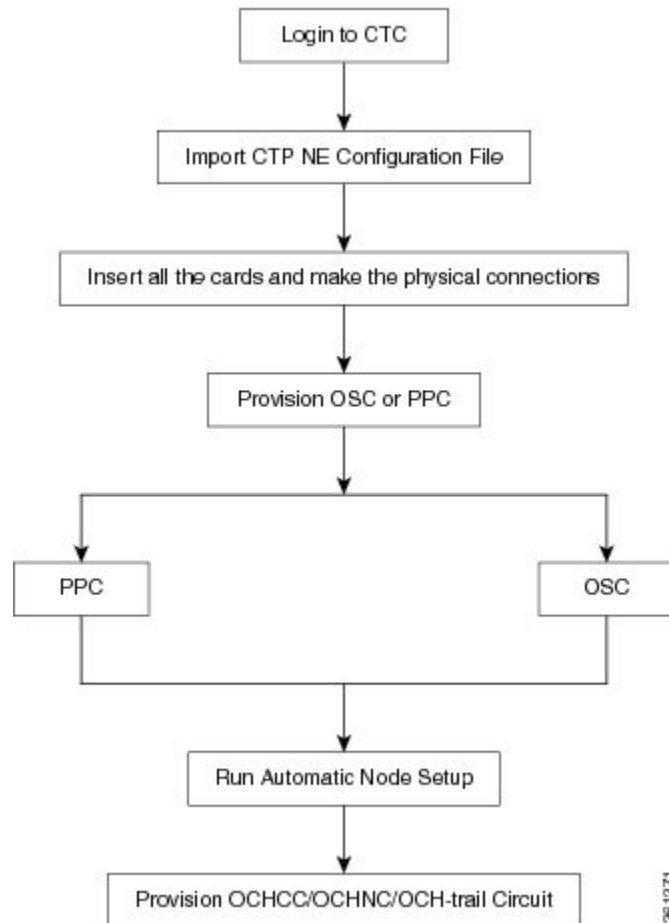 Login to CTC
Import CTP NE Configuration File
Insert all the cards and make the physical connections
Provision OSC or PPC
PPC
OSC
Run Automatic Node Setup
Provision OCHCC/OCHNC/OCH-trail Circuit